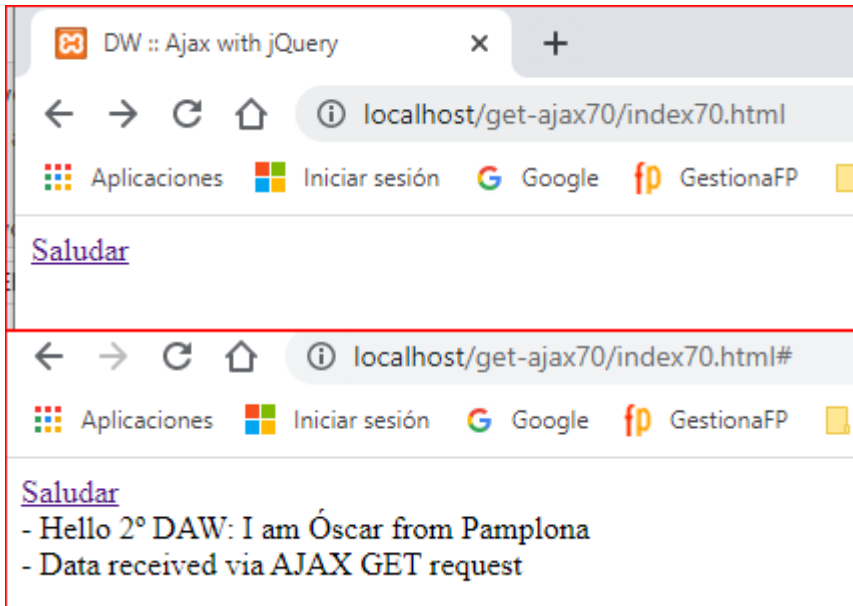 DW :: Ajax with jQuery
localhost/get-ajax70/index70.html
Aplicaciones Iniciar sesión G Google fp GestionaFP
Saludar
localhost/get-ajax70/index70.html#
Aplicaciones Iniciar sesión G Google fp GestionaFP
Saludar
- Hello 2º DAW: I am Óscar from Pamplona
- Data received via AJAX GET request